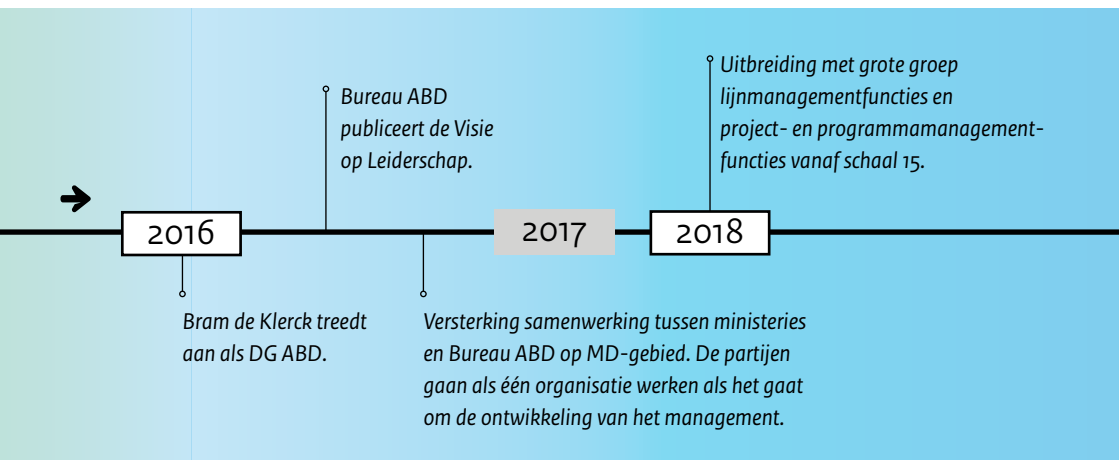 Bureau ABD
publiceert de Visie
op Leiderschap.
Uitbreiding met grote groep
lijnmanagementfuncties en
project- en programmamanagement-
functies vanaf schaal 15.
2016
2017
2018
Bram de Klerck treedt
aan als DG ABD.
Versterking samenwerking tussen ministeries
en Bureau ABD op MD-gebied. De partijen
gaan als één organisatie werken als het gaat
om de ontwikkeling van het management.